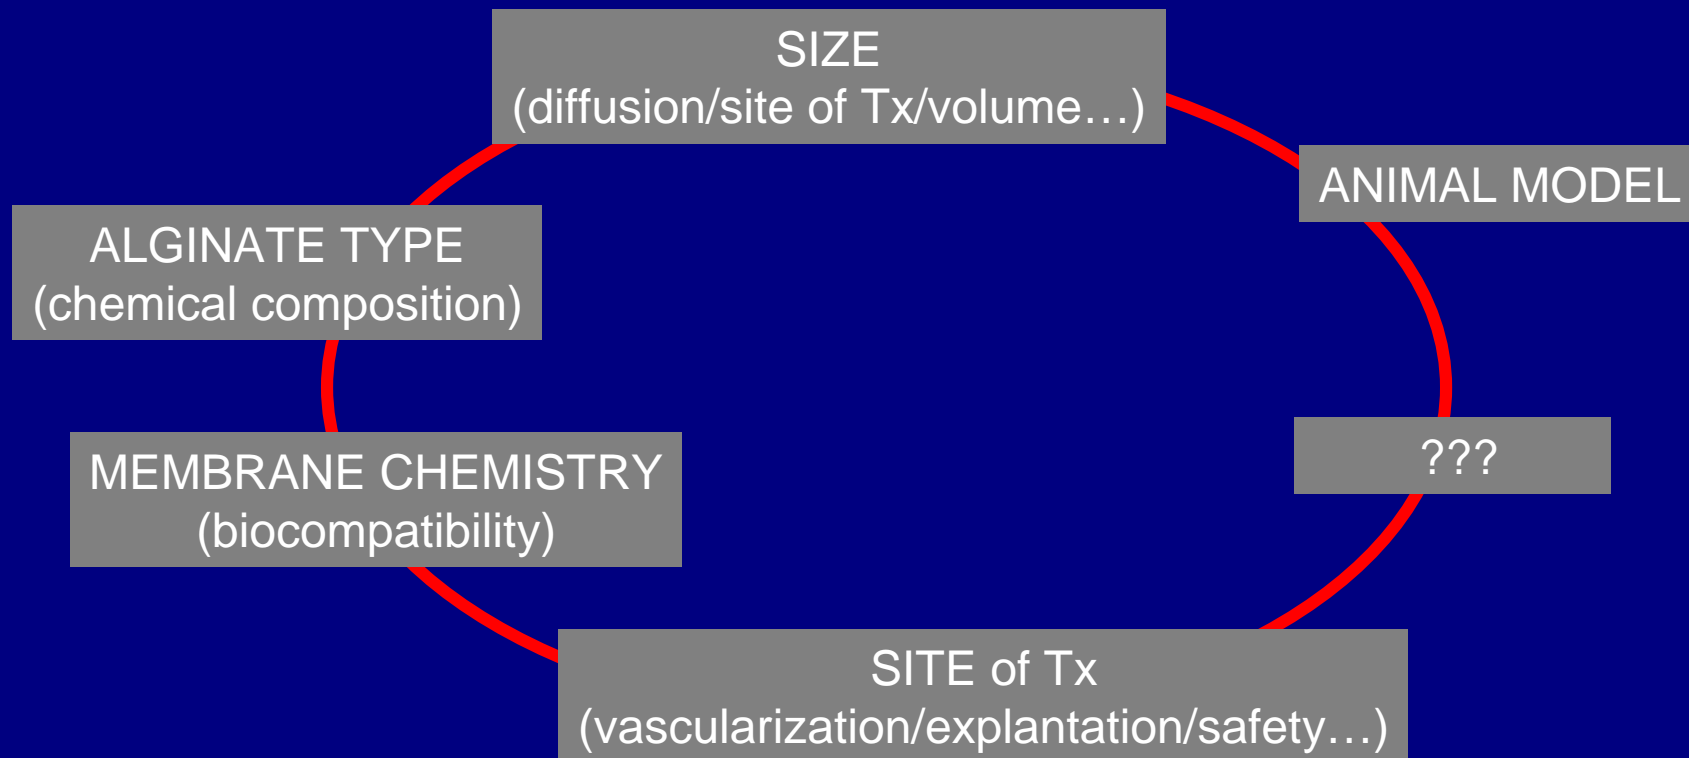 SIZE
(diffusion/site of Tx/volume…)
ANIMAL MODEL
ALGINATE TYPE
(chemical composition)
???
MEMBRANE CHEMISTRY
(biocompatibility)
SITE of Tx
(vascularization/explantation/safety…)